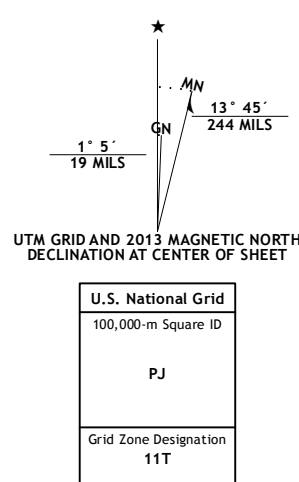 ★
MN
GN
13° 45´
244 MILS
1° 5´
19 MILS
UTM GRID AND 2013 MAGNETIC NORTH
DECLINATION AT CENTER OF SHEET
U.S. National Grid
100,000-m Square ID
PJ
Grid Zone Designation
11T